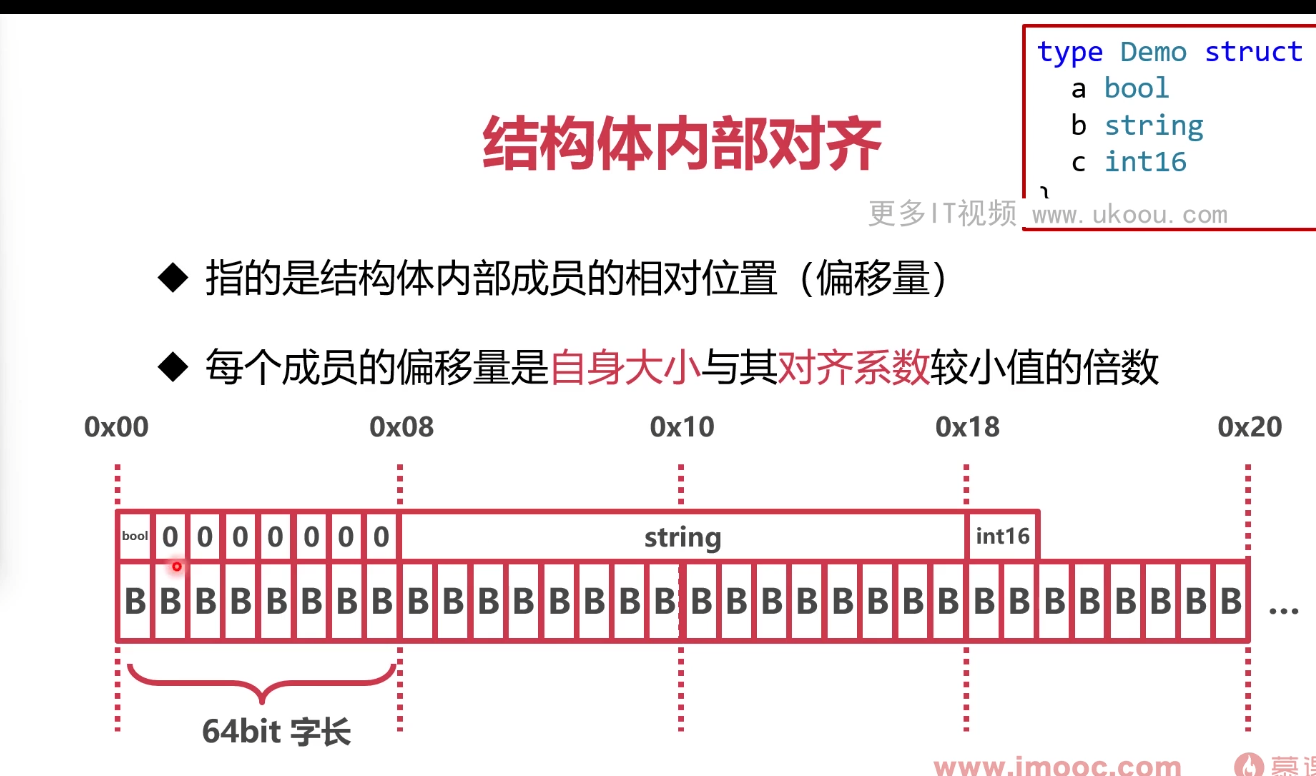 type Demo struct
a bool
b string
c int16
}
结构体内部对齐
更多IT视频 www.ukoou.com
◆ 指的是结构体内部成员的相对位置（偏移量）
◆ 每个成员的偏移量是自身大小与其对齐系数较小值的倍数
0x00 0x08 0x10 0x18 0x20
bool 0 0 0 0 0 0 0 string int16
B B B B B B B B B B B B B B B B B B B B B B B B B B B B B B B B ...
64bit 字长
www.imooc.com 慕课